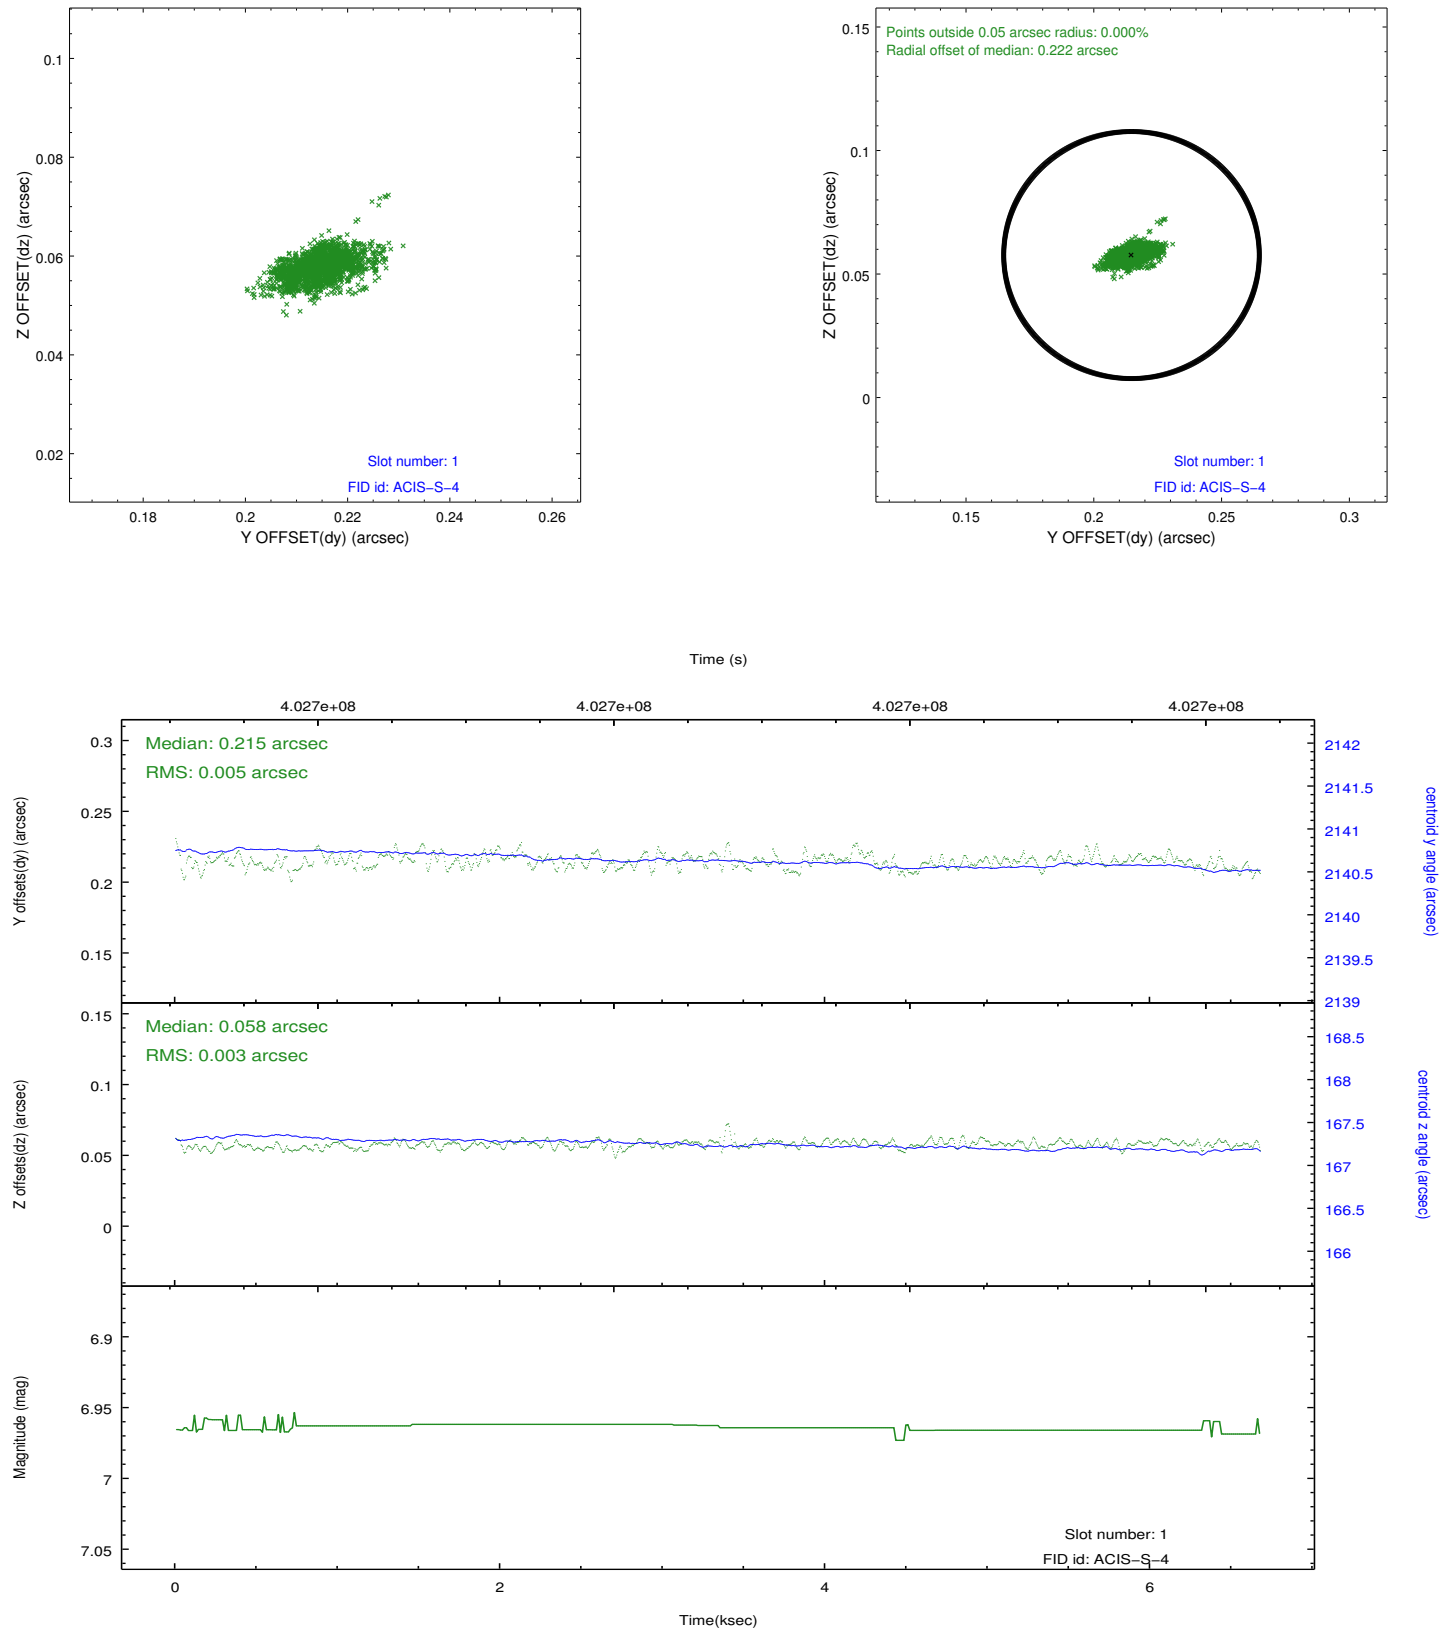 0.1
0.08
0.06
0.04
0.02
Z OFFSET(dz) (arcsec)
Slot number: 1
FID id: ACIS−S−4
0.18
0.2
0.22
0.24
0.26
Y OFFSET(dy) (arcsec)
Points outside 0.05 arcsec radius: 0.000%
Radial offset of median: 0.222 arcsec
0.15
0.1
0.05
0
Z OFFSET(dz) (arcsec)
Slot number: 1
FID id: ACIS−S−4
0.15
0.2
0.25
0.3
Y OFFSET(dy) (arcsec)
Time (s)
4.027e+08
4.027e+08
4.027e+08
4.027e+08
Median: 0.215 arcsec
RMS: 0.005 arcsec
0.3
0.25
0.2
0.15
Y offsets(dy) (arcsec)
2142
2141.5
2141
2140.5
2140
2139.5
2139
centroid y angle (arcsec)
Median: 0.058 arcsec
RMS: 0.003 arcsec
0.15
0.1
0.05
0
Z offsets(dz) (arcsec)
168.5
168
167.5
167
166.5
166
centroid z angle (arcsec)
6.9
6.95
7
7.05
Magnitude (mag)
Slot number: 1
FID id: ACIS−S−4
0
2
4
6
Time(ksec)